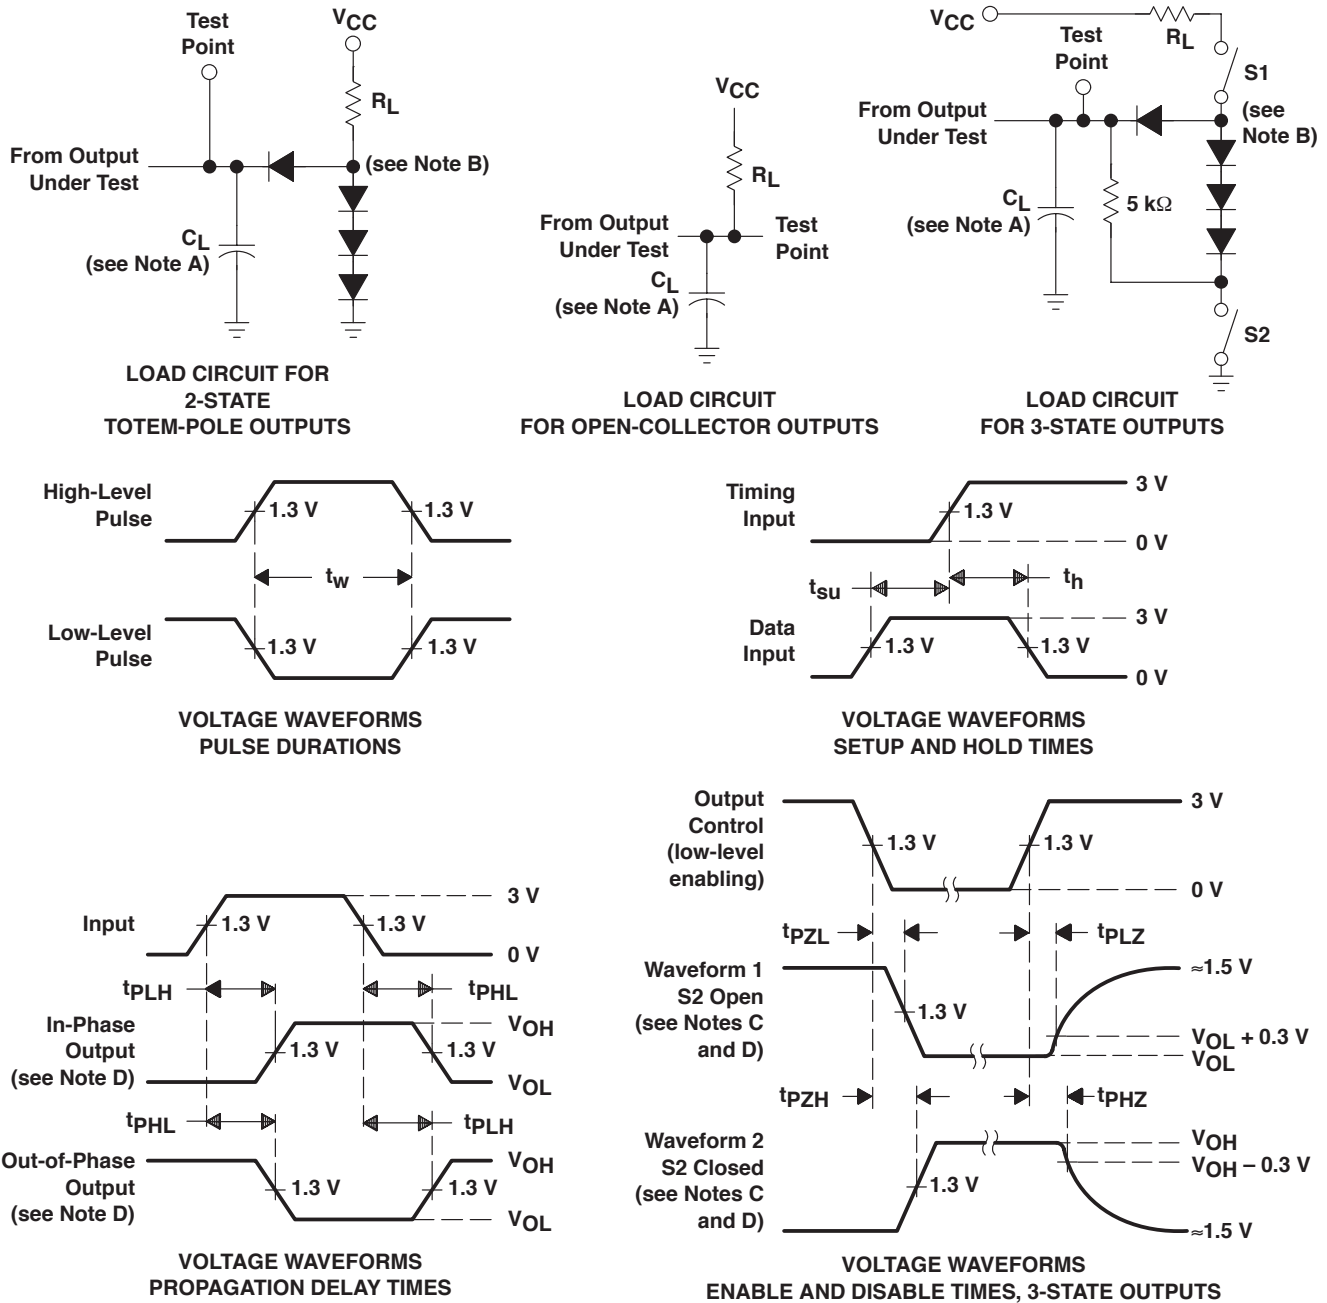 Test
Point
VCC
RL
From Output
Under Test
(see Note B)
CL
(see Note A)
LOAD CIRCUIT FOR
2-STATE
TOTEM-POLE OUTPUTS
VCC
RL
From Output
Under Test
Test
Point
CL
(see Note A)
LOAD CIRCUIT
FOR OPEN-COLLECTOR OUTPUTS
VCC
RL
Test
Point
S1
From Output
Under Test
(see
Note B)
CL
(see Note A)
5 kΩ
S2
LOAD CIRCUIT
FOR 3-STATE OUTPUTS
High-Level
Pulse
1.3 V
1.3 V
tw
Low-Level
Pulse
1.3 V
1.3 V
VOLTAGE WAVEFORMS
PULSE DURATIONS
Timing
Input
1.3 V
3 V
0 V
tsu
th
Data
Input
1.3 V
1.3 V
3 V
0 V
VOLTAGE WAVEFORMS
SETUP AND HOLD TIMES
Input
1.3 V
1.3 V
3 V
0 V
tPLH
tPHL
In-Phase
Output
(see Note D)
1.3 V
1.3 V
VOH
VOL
tPHL
tPLH
Out-of-Phase
Output
(see Note D)
1.3 V
1.3 V
VOH
VOL
VOLTAGE WAVEFORMS
PROPAGATION DELAY TIMES
Output
Control
(low-level
enabling)
1.3 V
1.3 V
3 V
0 V
tPZL
tPLZ
Waveform 1
S2 Open
(see Notes C
and D)
1.3 V
≈1.5 V
VOL + 0.3 V
VOL
tPZH
tPHZ
Waveform 2
S2 Closed
(see Notes C
and D)
1.3 V
VOH
VOH – 0.3 V
≈1.5 V
VOLTAGE WAVEFORMS
ENABLE AND DISABLE TIMES, 3-STATE OUTPUTS